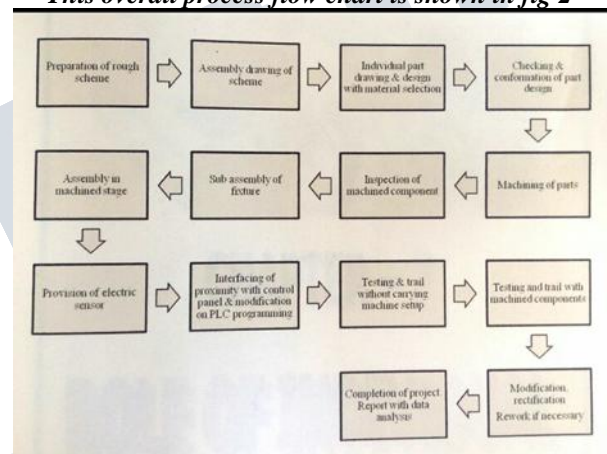 This overall process flow chart is shown in fig 2
Preparation of rough
scheme
Assembly drawing of
scheme
Individual part
drawing & design
with material selection
Checking &
conformation of part
design
Machining of parts
Inspection of
machined component
Sub assembly of
fixture
Assembly in
machined stage
Provision of electric
sensor
Interfacing of
proximity with control
panel & modification
on PLC programming
Testing & trail
without carrying
machine setup
Testing and trail with
machined components
Modification,
rectification
Rework if necessary
Completion of project.
Report with data
analysis